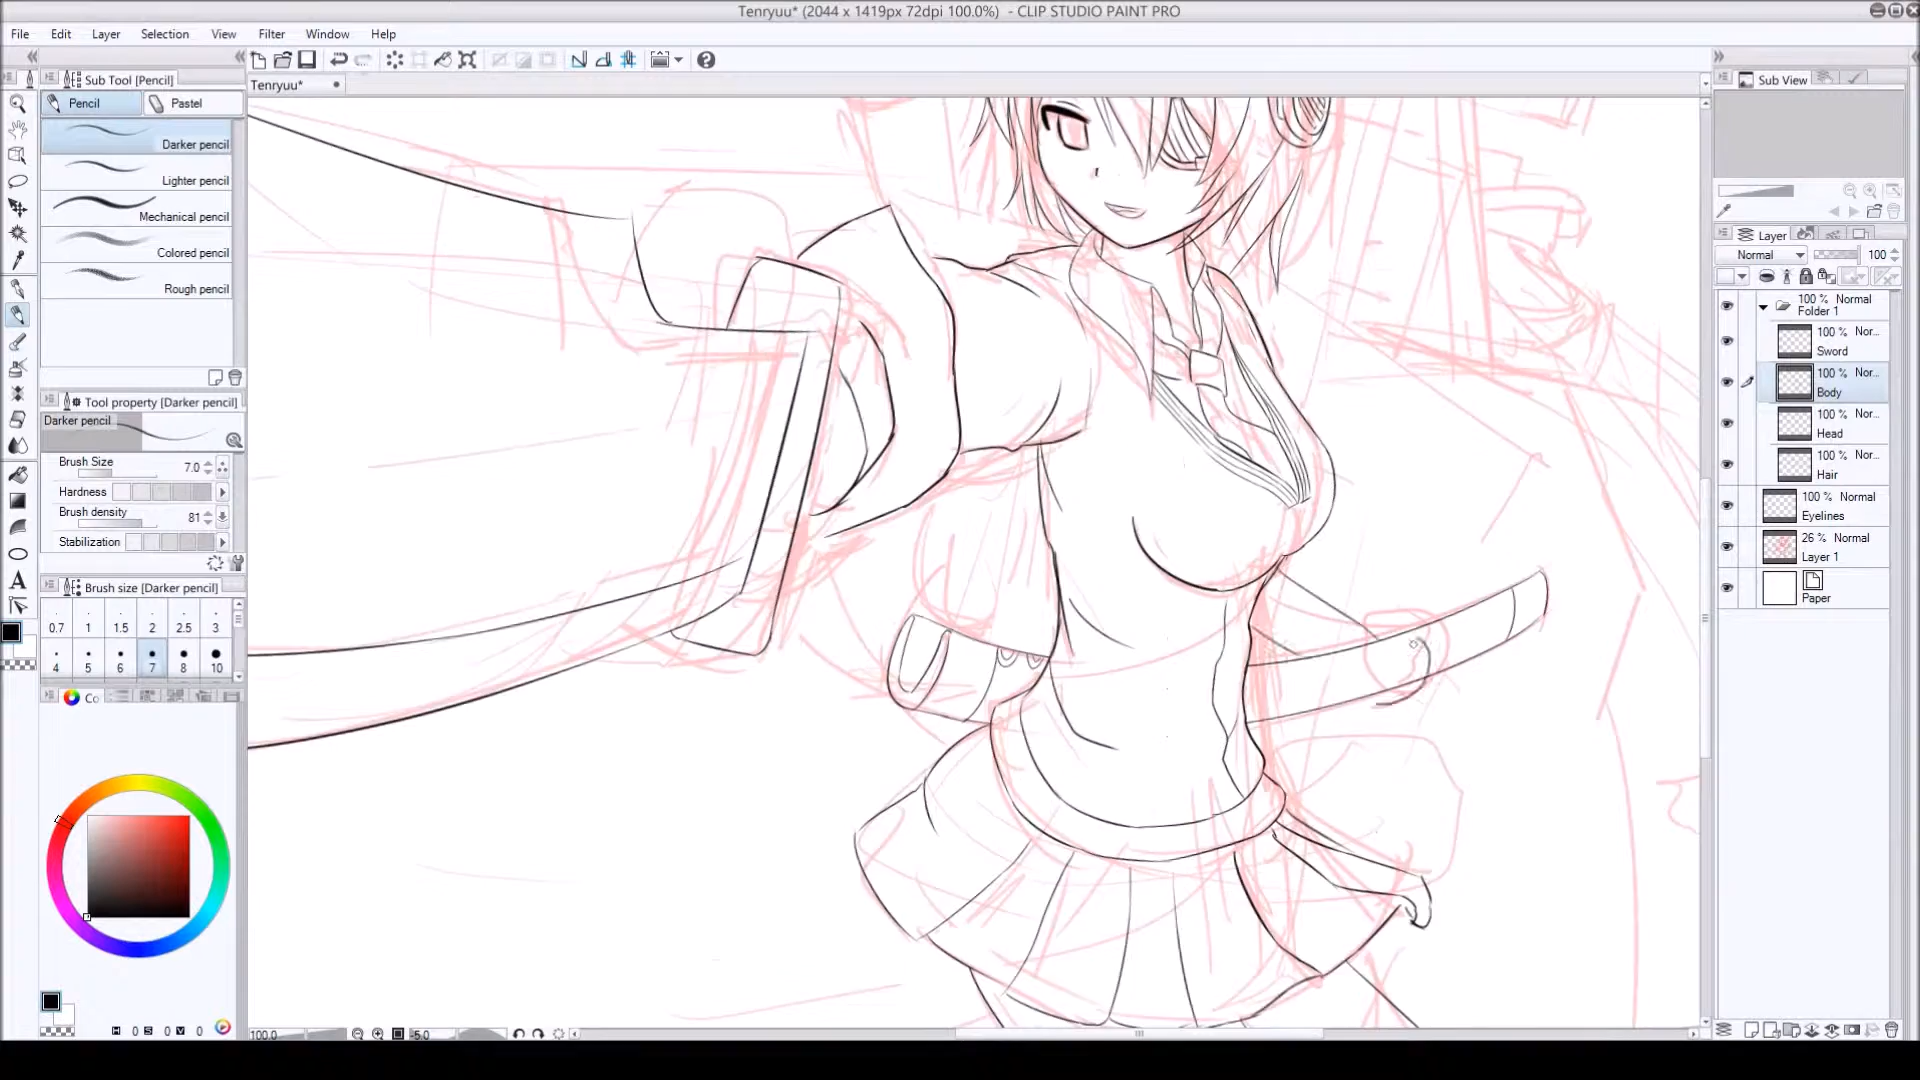 Tenryuu* (2044 x 1419px 72dpi 100.0%)  - CLIP STUDIO PAINT PRO
File Edit Layer Selection View Filter Window Help
Sub Tool [Pencil]
Tenryuu*
Sub View
Pencil Pastel
Darker pencil
Lighter pencil
Mechanical pencil
Colored pencil
Rough pencil
Tool property [Darker pencil]
Darker pencil
Brush Size 7.0
Hardness
Brush density 81
Stabilization
Brush size [Darker pencil]
0.7 1 1.5 2 2.5 3
4 5 6 7 8 10
Co
H 0 S 0 V 0
100.0 -5.0
Layer
Normal 100
100 % Normal
Folder 1
100 % Nor...
Sword
100 % Nor...
Body
100 % Nor...
Head
100 % Nor...
Hair
100 % Normal
Eyelines
26 % Normal
Layer 1
Paper